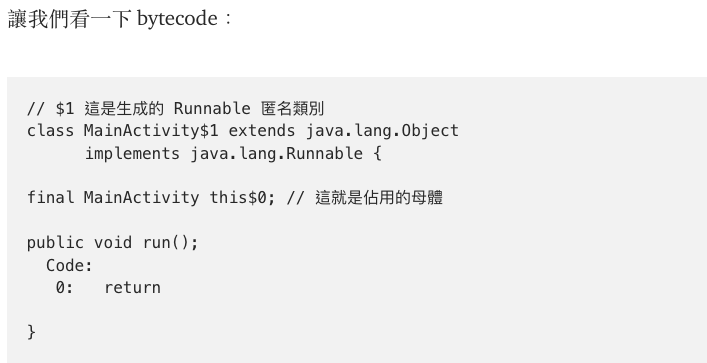 讓我們看一下 bytecode：
// $1 這是生成的 Runnable 匿名類別
class MainActivity$1 extends java.lang.Object
implements java.lang.Runnable {
final MainActivity this$0; // 這就是佔用的母體
public void run();
Code:
0: return
}